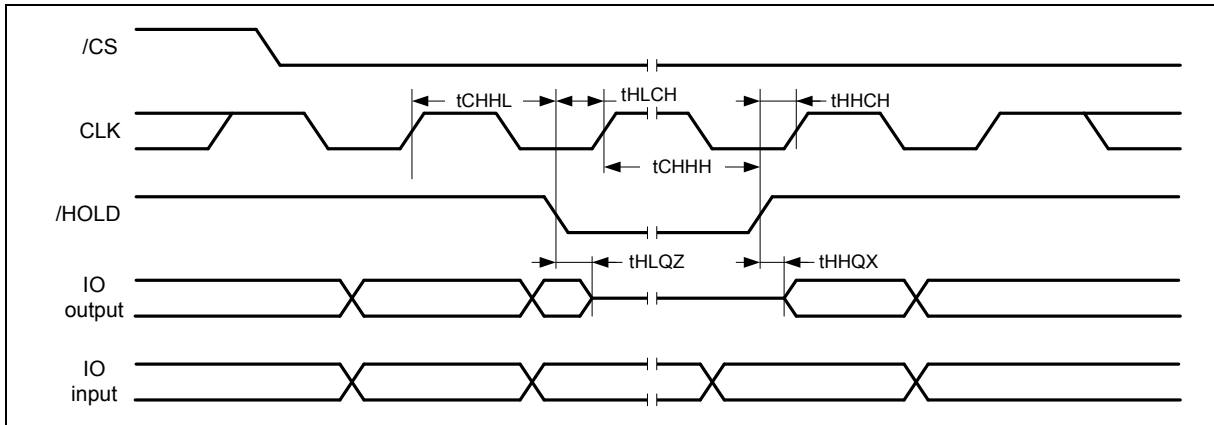 /CS
tCHHL
tHLCH
tHHCH
CLK
tCHHH
/HOLD
tHLQZ
tHHQX
IO
output
IO
input